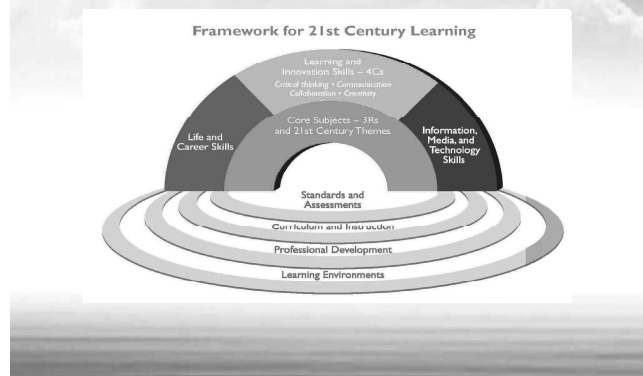 Framework for 21st Century Learning
Learning and
Innovation Skills – 4Cs
Critical thinking • Communication
Collaboration • Creativity
Core Subjects – 3Rs
and 21st Century Themes
Life and
Career Skills
Information,
Media, and
Technology
Skills
Standards and
Assessments
Curriculum and Instruction
Professional Development
Learning Environments